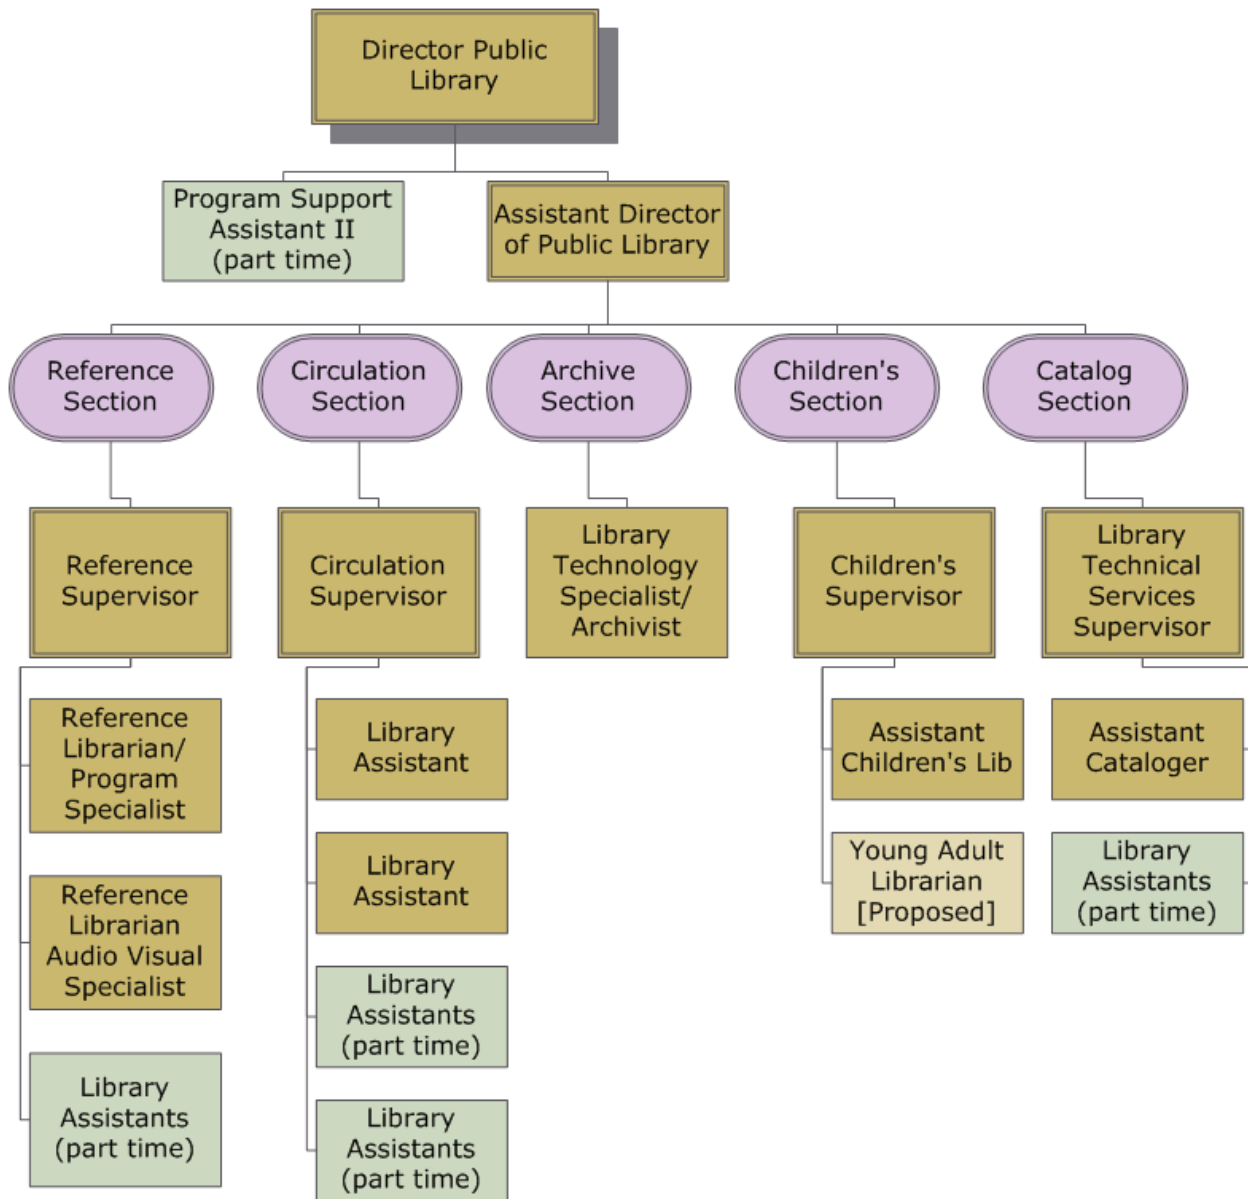 Director Public
Library
Program Support
Assistant II
(part time)
Assistant Director
of Public Library
Reference
Section
Circulation
Section
Archive
Section
Children's
Section
Catalog
Section
Reference
Supervisor
Circulation
Supervisor
Library
Technology
Specialist/
Archivist
Children's
Supervisor
Library
Technical
Services
Supervisor
Reference
Librarian/
Program
Specialist
Library
Assistant
Assistant
Children's Lib
Assistant
Cataloger
Reference
Librarian
Audio Visual
Specialist
Library
Assistant
Young Adult
Librarian
[Proposed]
Library
Assistants
(part time)
Library
Assistants
(part time)
Library
Assistants
(part time)
Library
Assistants
(part time)